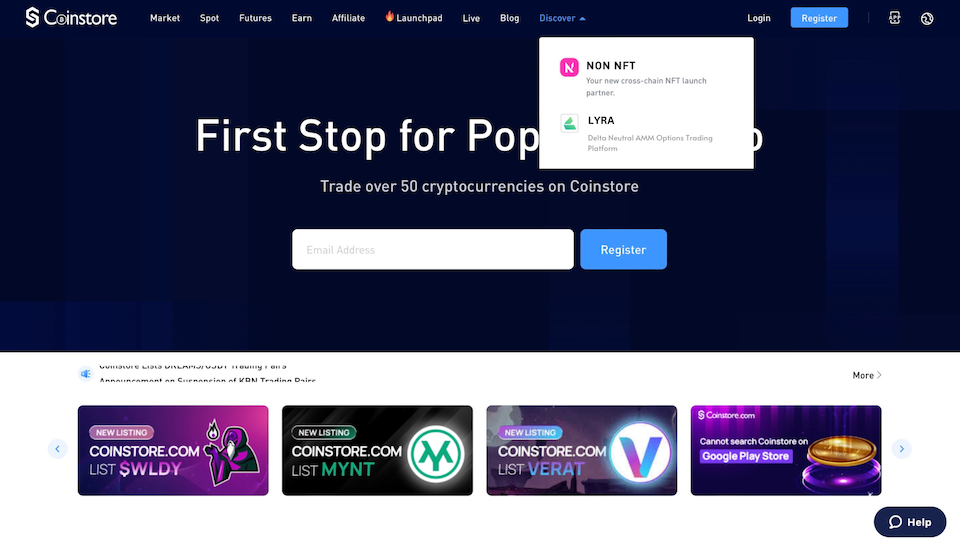 Coinstore
Market Spot Futures Earn Affiliate Launchpad Live Blog Discover Login Register
NON NFT
Your new cross-chain NFT launch
partner.
LYRA
Delta Neutral AMM Options Trading
Platform
First Stop for Pop
Trade over 50 cryptocurrencies on Coinstore
Email Address
Register
Coinstore Lists DREAMS/USDT Trading Pairs
Announcement on Suspension of KBN Trading Pairs
More
NEW LISTING
COINSTORE.COM
LIST $WLDY
NEW LISTING
COINSTORE.COM
LIST MYNT
NEW LISTING
COINSTORE.COM
LIST VERAT
Coinstore.com
Cannot search Coinstore on
Google Play Store
Help